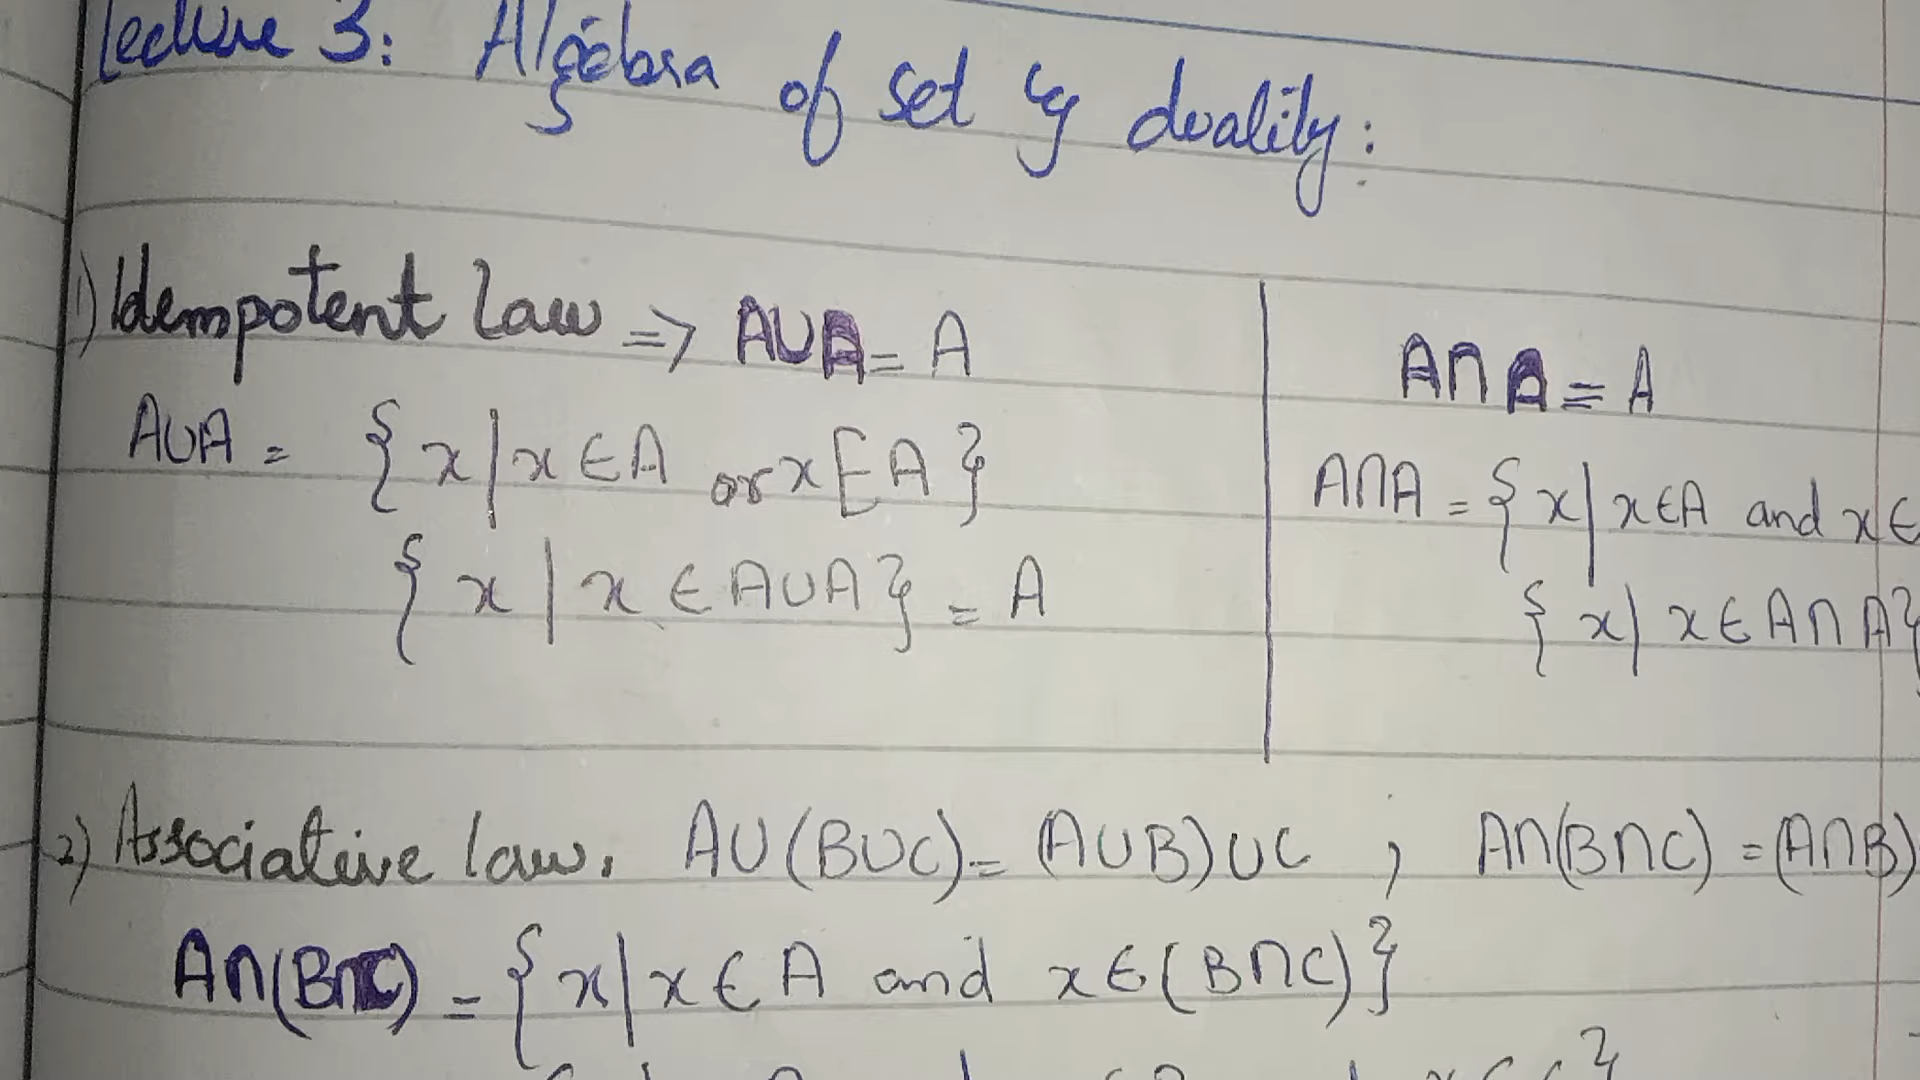 Lecture 3: Algebra of set & duality:
1) Idempotent law => A∪A = A
A∪A = {x|x∈A or x∈A}
{x|x∈A∪A} = A
A∩A = A
A∩A = {x|x∈A and x∈
{x|x∈A∩A}
2) Associative law. A∪(B∪C) = (A∪B)∪C ; A∩(B∩C) = (A∩B)
A∩(B∩C) = {x|x∈A and x∈(B∩C)}